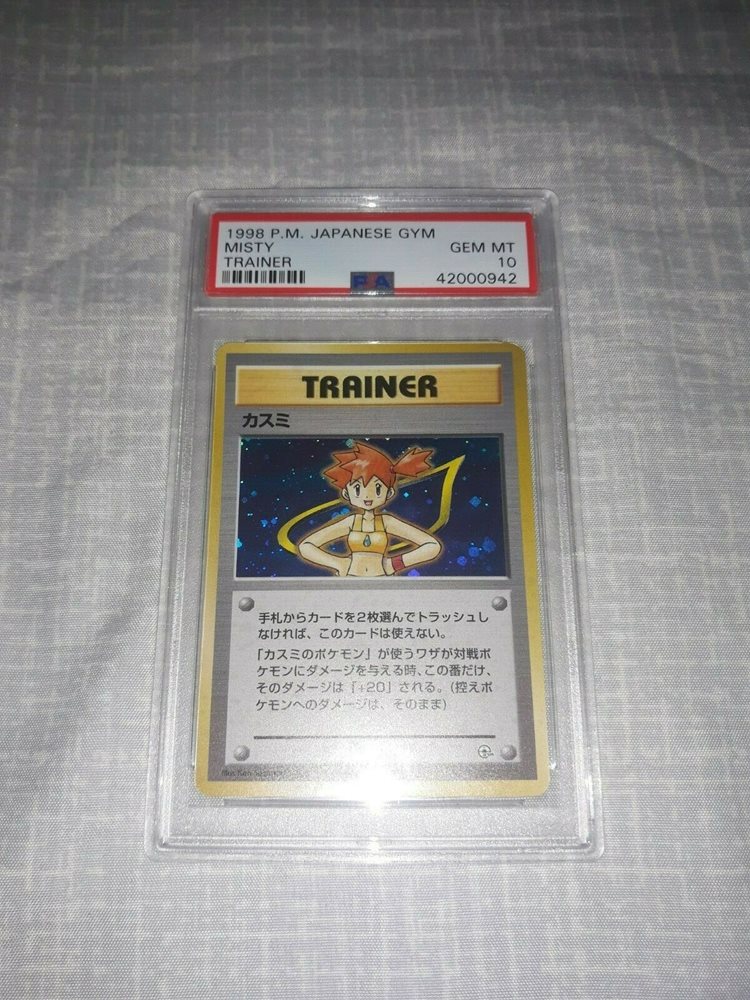 1998 P.M. JAPANESE GYM
MISTY GEM MT
TRAINER 10
42000942
TRAINER
カスミ
手札からカードを2枚選んでトラッシュし
なければ、このカードは使えない。
「カスミのポケモン」が使うワザが対戦ポ
ケモンにダメージを与える時、この番だけ、
そのダメージは「+20」される。(控えポ
ケモンへのダメージは、そのまま)